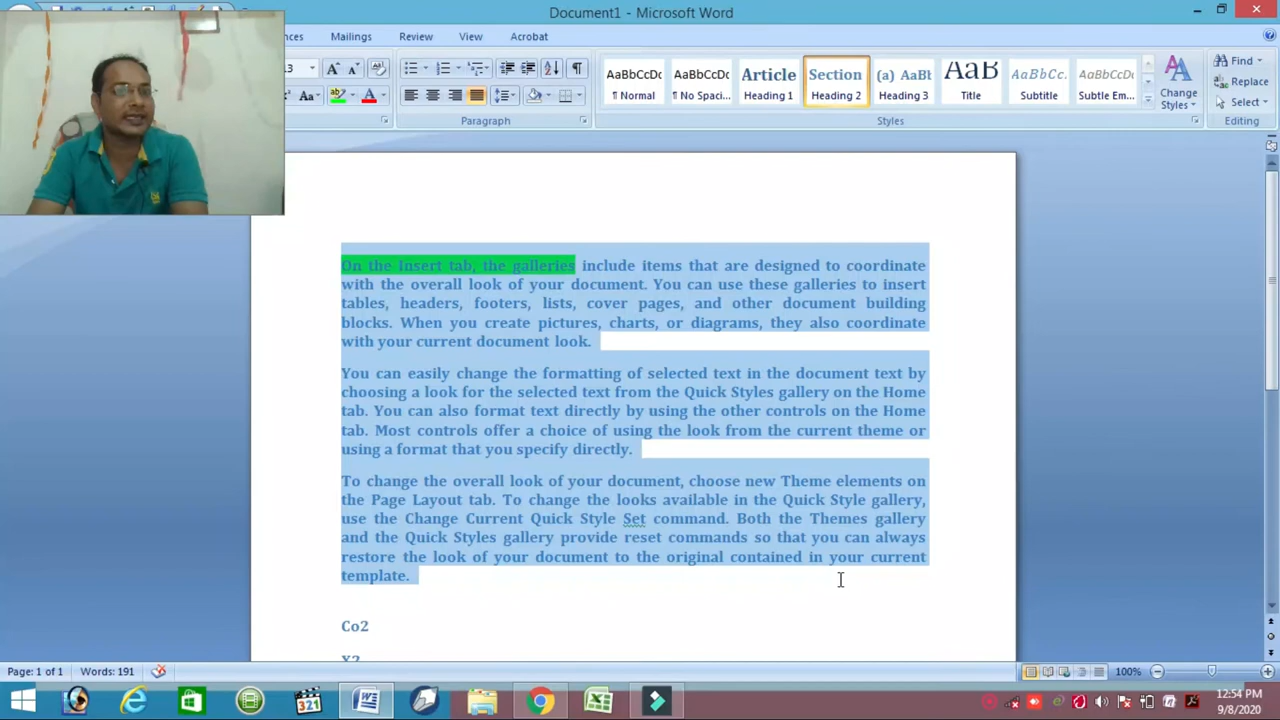 Document1 - Microsoft Word
Mailings
Review
View
Acrobat
Find
Replace
Select
Editing
AaBbCcDc
¶ Normal
AaBbCcDc
¶ No Spaci...
Article
Heading 1
Section
Heading 2
(a) AaBb
Heading 3
AaB
Title
AaBbCc.
Subtitle
AaBbCcDc
Subtle Em...
Change
Styles
Paragraph
Styles
On the Insert tab, the galleries include items that are designed to coordinate
with the overall look of your document. You can use these galleries to insert
tables, headers, footers, lists, cover pages, and other document building
blocks. When you create pictures, charts, or diagrams, they also coordinate
with your current document look.
You can easily change the formatting of selected text in the document text by
choosing a look for the selected text from the Quick Styles gallery on the Home
tab. You can also format text directly by using the other controls on the Home
tab. Most controls offer a choice of using the look from the current theme or
using a format that you specify directly.
To change the overall look of your document, choose new Theme elements on
the Page Layout tab. To change the looks available in the Quick Style gallery,
use the Change Current Quick Style Set command. Both the Themes gallery
and the Quick Styles gallery provide reset commands so that you can always
restore the look of your document to the original contained in your current
template.
Co2
Page: 1 of 1
Words: 191
100%
321
12:54 PM
9/8/2020